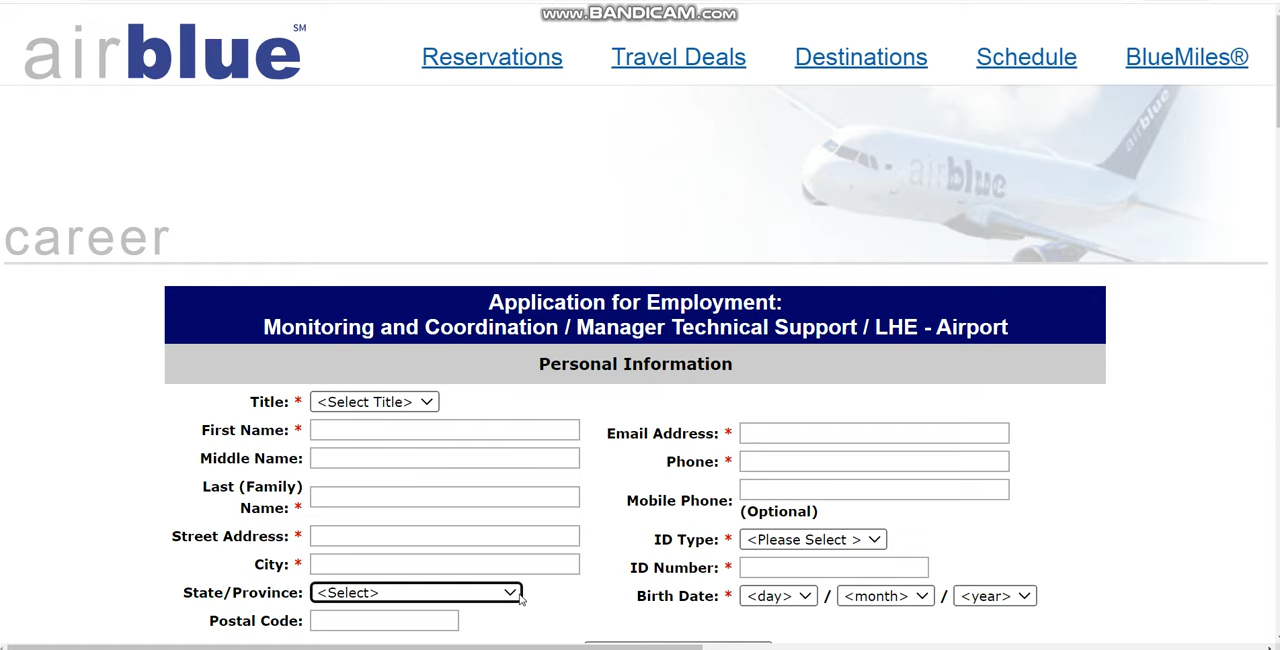 www.BANDICAM.com
airblue SM
Reservations Travel Deals Destinations Schedule BlueMiles®
airblue
airblue
career
Application for Employment:
Monitoring and Coordination / Manager Technical Support / LHE - Airport
Personal Information
Title: * <Select Title>
First Name: *
Middle Name:
Last (Family)
Name: *
Street Address: *
City: *
State/Province: <Select>
Postal Code:
Email Address: *
Phone: *
Mobile Phone:
(Optional)
ID Type: * <Please Select >
ID Number: *
Birth Date: * <day> / <month> / <year>